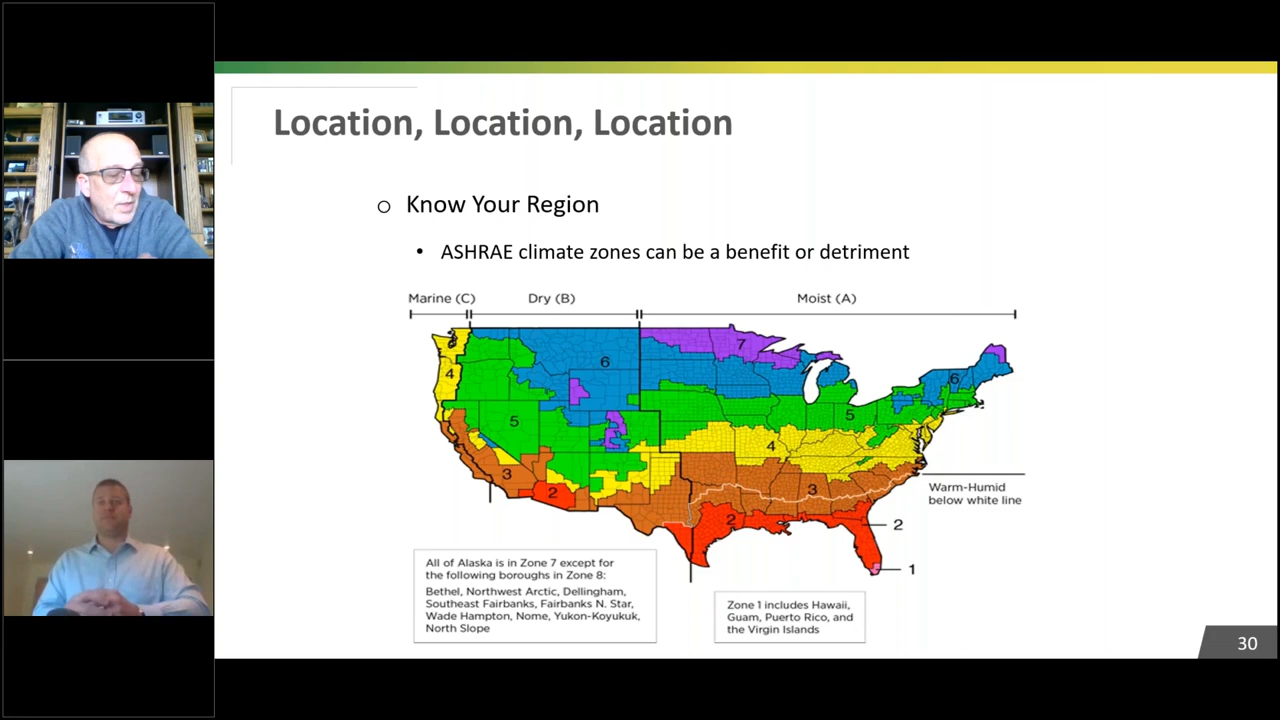 Location, Location, Location
o Know Your Region
• ASHRAE climate zones can be a benefit or detriment
Marine (C) Dry (B) Moist (A)
7
6
4
6
5
5
4
3
3
2
2
Warm-Humid
below white line
2
1
All of Alaska is in Zone 7 except for
the following boroughs in Zone 8:
Bethel, Northwest Arctic, Dellingham,
Southeast Fairbanks, Fairbanks N. Star,
Wade Hampton, Nome, Yukon-Koyukuk,
North Slope
Zone 1 includes Hawaii,
Guam, Puerto Rico, and
the Virgin Islands
30